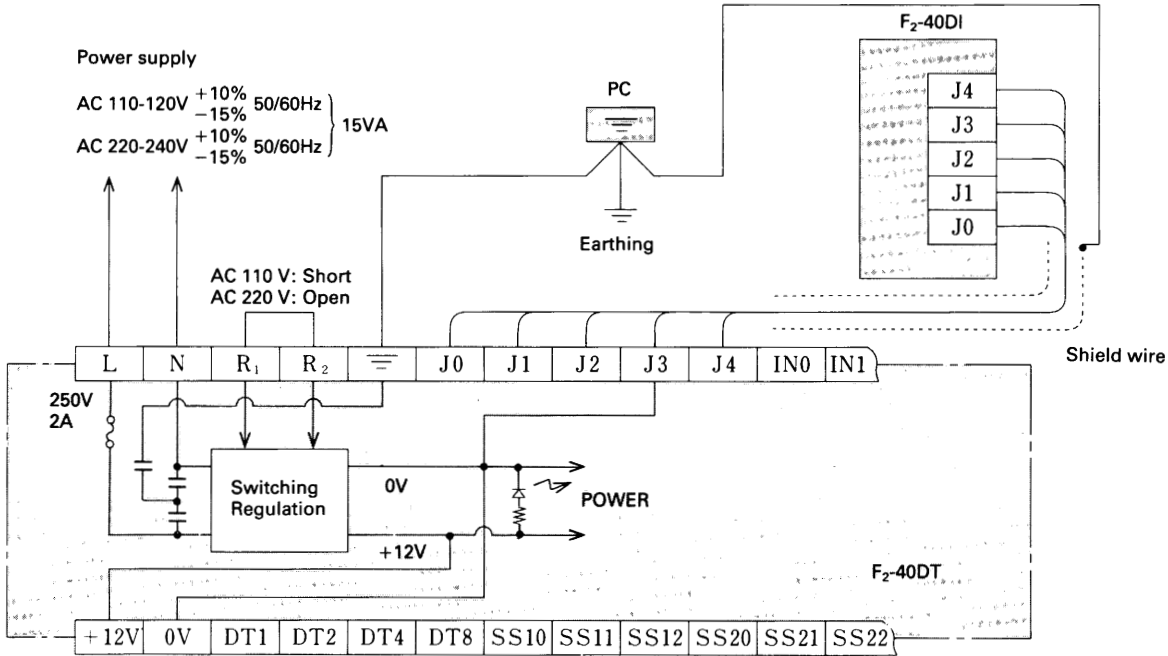 F₂-40DI
Power supply
AC 110-120V +10% -15% 50/60Hz
AC 220-240V +10% -15% 50/60Hz
15VA
PC
J4
J3
J2
J1
J0
Earthing
AC 110 V: Short
AC 220 V: Open
L N R₁ R₂ J0 J1 J2 J3 J4 IN0 IN1
Shield wire
250V
2A
Switching
Regulation
0V
POWER
+12V
F₂-40DT
+12V 0V DT1 DT2 DT4 DT8 SS10 SS11 SS12 SS20 SS21 SS22